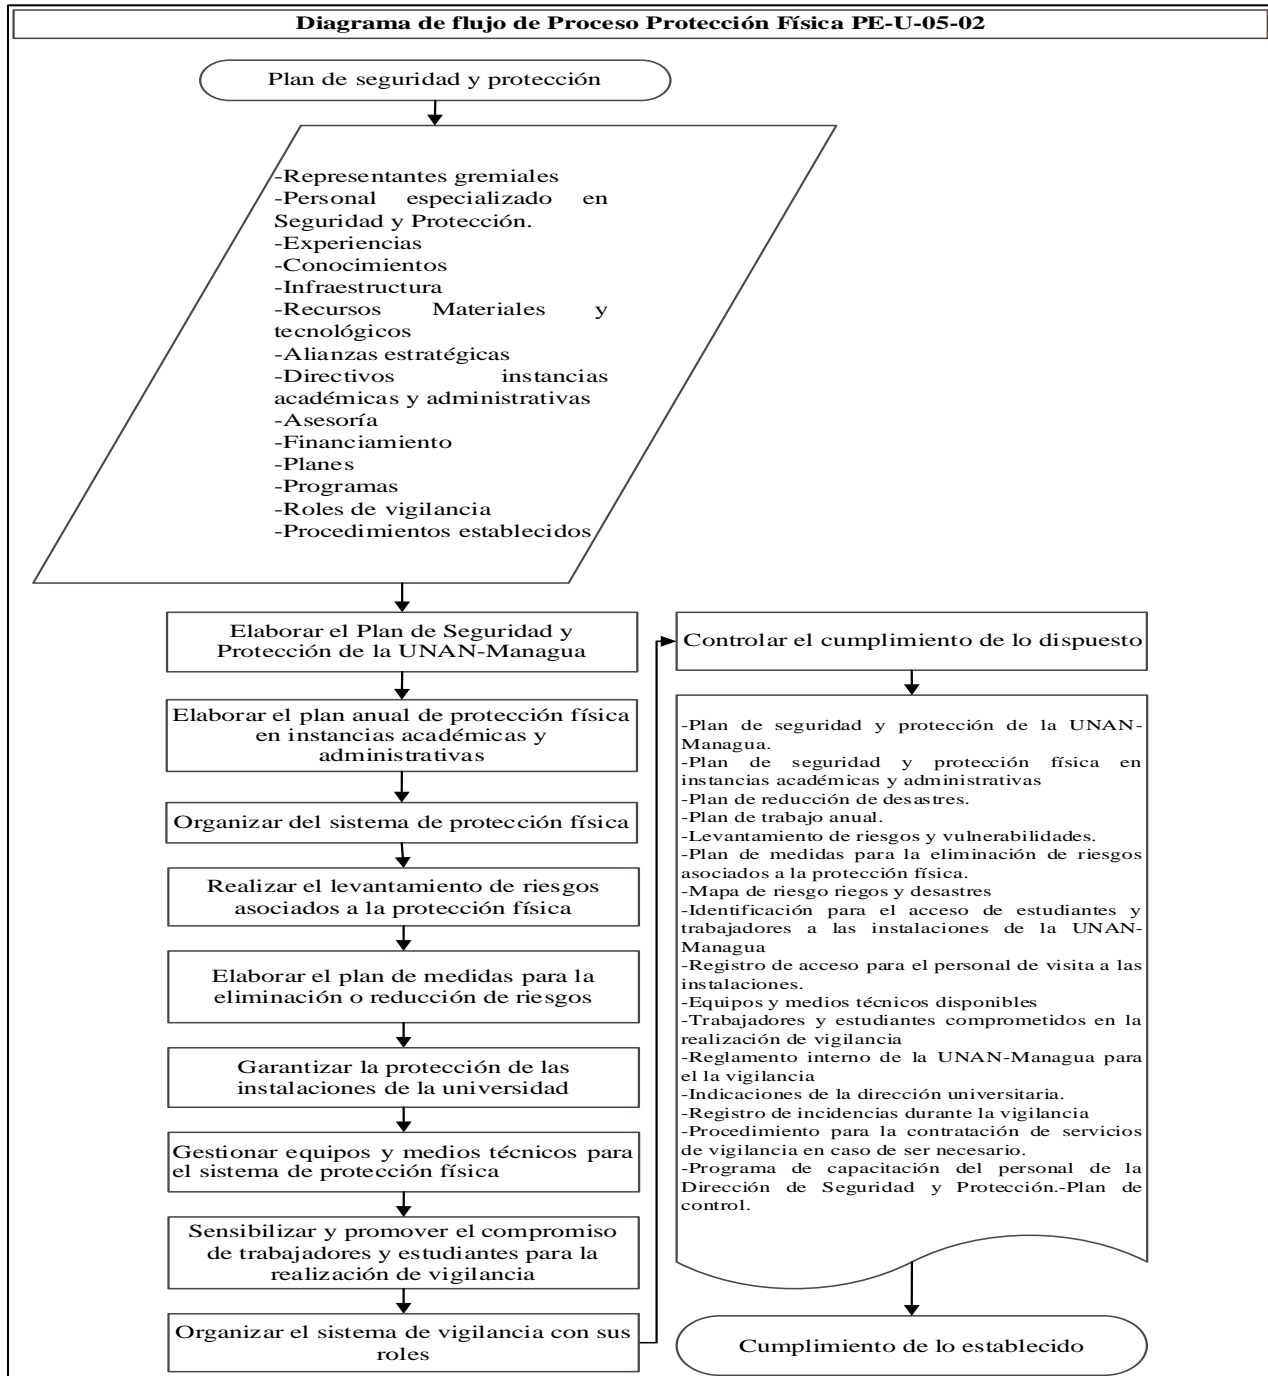 Diagrama de flujo de Proceso Protección Física PE-U-05-02
Plan de seguridad y protección
-Representantes gremiales
-Personal especializado en
Seguridad y Protección.
-Experiencias
-Conocimientos
-Infraestructura
-Recursos Materiales y
tecnológicos
-Alianzas estratégicas
-Directivos instancias
académicas y administrativas
-Asesoría
-Financiamiento
-Planes
-Programas
-Roles de vigilancia
-Procedimientos establecidos
Elaborar el Plan de Seguridad y
Protección de la UNAN-Managua
Elaborar el plan anual de protección física
en instancias académicas y
administrativas
Organizar del sistema de protección física
Realizar el levantamiento de riesgos
asociados a la protección física
Elaborar el plan de medidas para la
eliminación o reducción de riesgos
Garantizar la protección de las
instalaciones de la universidad
Gestionar equipos y medios técnicos para
el sistema de protección física
Sensibilizar y promover el compromiso
de trabajadores y estudiantes para la
realización de vigilancia
Organizar el sistema de vigilancia con sus
roles
Controlar el cumplimiento de lo dispuesto
-Plan de seguridad y protección de la UNAN-
Managua.
-Plan de seguridad y protección física en
instancias académicas y administrativas
-Plan de reducción de desastres.
-Plan de trabajo anual.
-Levantamiento de riesgos y vulnerabilidades.
-Plan de medidas para la eliminación de riesgos
asociados a la protección física.
-Mapa de riesgo riegos y desastres
-Identificación para el acceso de estudiantes y
trabajadores a las instalaciones de la UNAN-
Managua
-Registro de acceso para el personal de visita a las
instalaciones.
-Equipos y medios técnicos disponibles
-Trabajadores y estudiantes comprometidos en la
realización de vigilancia
-Reglamento interno de la UNAN-Managua para
el la vigilancia
-Indicaciones de la dirección universitaria.
-Registro de incidencias durante la vigilancia
-Procedimiento para la contratación de servicios
de vigilancia en caso de ser necesario.
-Programa de capacitación del personal de la
Dirección de Seguridad y Protección.-Plan de
control.
Cumplimiento de lo establecido